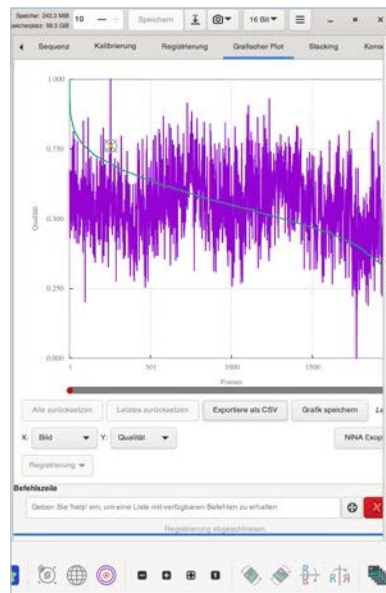 Speicher: 243.3 MiB
Speicherplatz: 59.3 GiB
10
Speichern
16 Bit
Sequenz Kalibrierung Registrierung Grafischer Plot Stacking Kons
1.000
0.750
0.500
0.250
0.000
Qualität
1 501 1000 1500
Frames
Alle zurücksetzen Letztes zurücksetzen Exportiere als CSV Grafik speichern
X: Bild Y: Qualität NINA Exop
Registrierung
Befehlszeile
Geben Sie 'help' ein, um eine Liste mit verfügbaren Befehlen zu erhalten
Registrierung abgeschlossen.